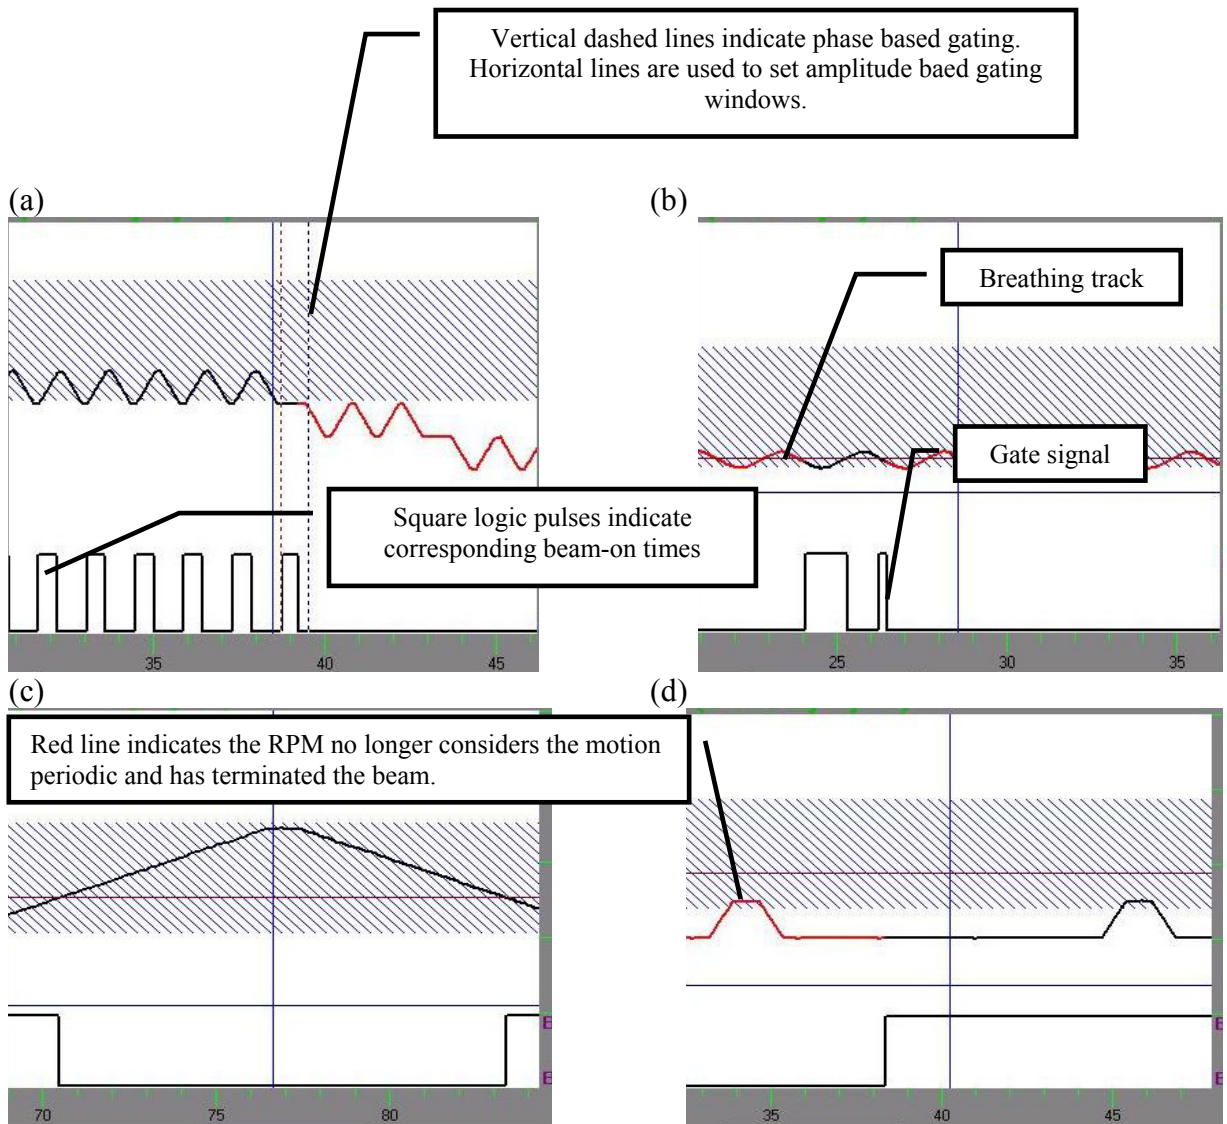 Vertical dashed lines indicate phase based gating.
Horizontal lines are used to set amplitude baed gating
windows.
(a)
(b)
Breathing track
Gate signal
Square logic pulses indicate
corresponding beam-on times
35
40
45
25
30
35
(c)
(d)
Red line indicates the RPM no longer considers the motion
periodic and has terminated the beam.
E
E
E
E
70
75
80
35
40
45